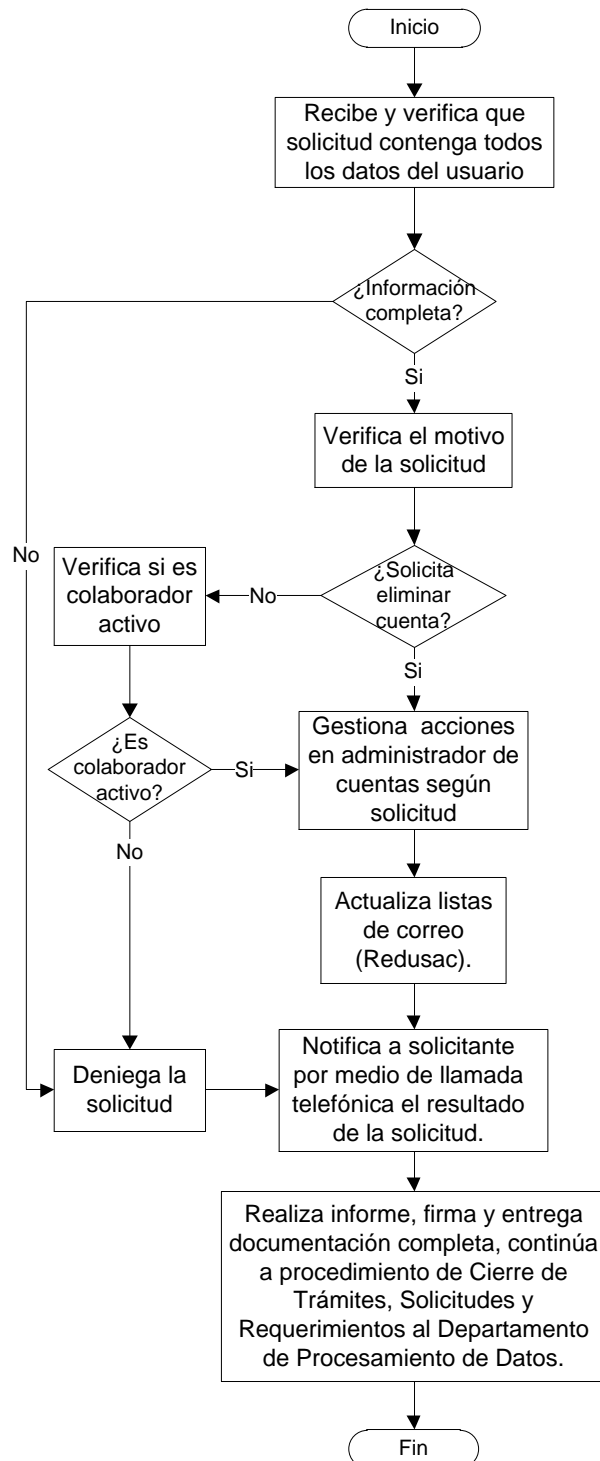 Inicio
Recibe y verifica que
solicitud contenga todos
los datos del usuario
¿Información
completa?
Si
Verifica el motivo
de la solicitud
No
Verifica si es
colaborador
activo
No
¿Solicita
eliminar
cuenta?
Si
¿Es
colaborador
activo?
Si
Gestiona acciones
en administrador de
cuentas según
solicitud
No
Actualiza listas
de correo
(Redusac).
Deniega la
solicitud
Notifica a solicitante
por medio de llamada
telefónica el resultado
de la solicitud.
Realiza informe, firma y entrega
documentación completa, continúa
a procedimiento de Cierre de
Trámites, Solicitudes y
Requerimientos al Departamento
de Procesamiento de Datos.
Fin